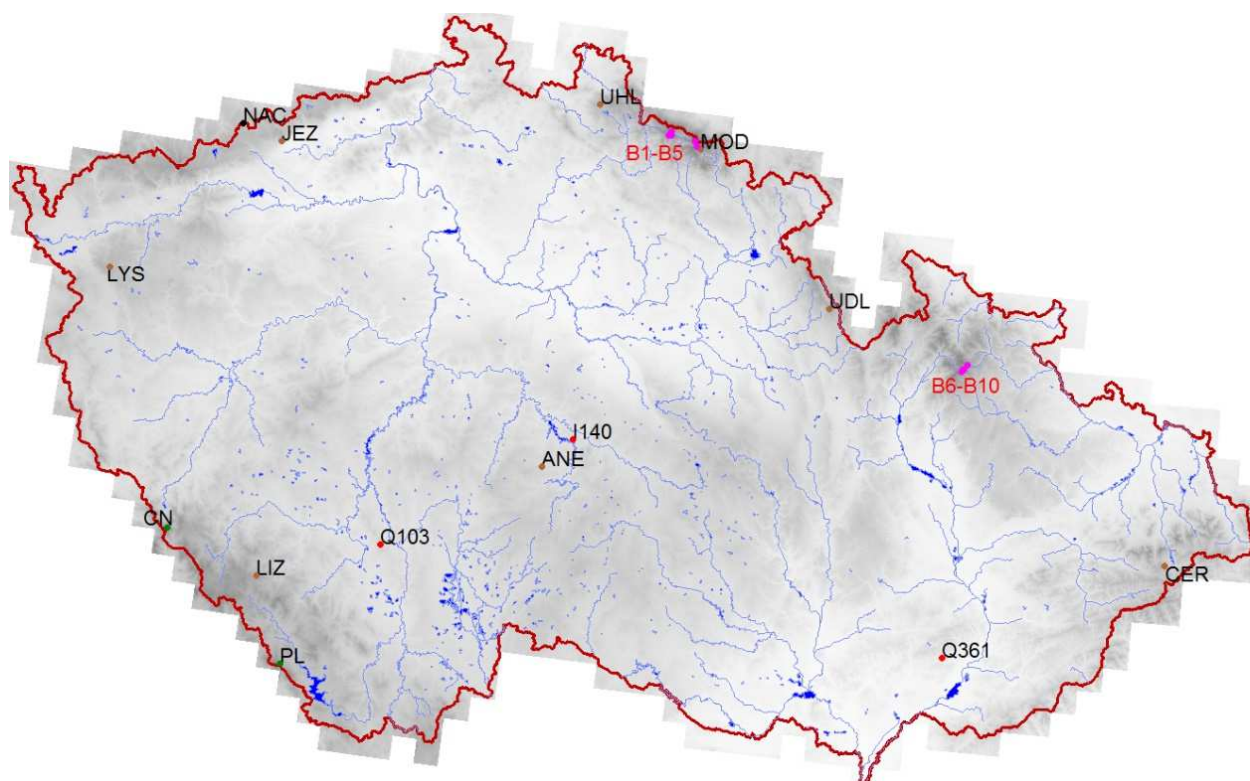 UHL
NAC
JEZ
MOD
B1-B5
LYS
UDL
B6-B10
I140
ANE
CN
Q103
LIZ
CER
PL
Q361